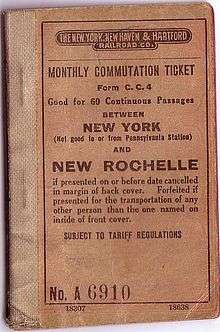 THE NEW YORK, NEW HAVEN & HARTFORD
RAILROAD CO.
MONTHLY COMMUTATION TICKET
Form C. C. 4
Good for 60 Continuous Passages
BETWEEN
NEW YORK
(Not good to or from Pennsylvania Station)
AND
NEW ROCHELLE
if presented on or before date cancelled
in margin of back cover. Forfeited if
presented for the transportation of any
other person than the one named on
inside of front cover.
SUBJECT TO TARIFF REGULATIONS
No. A 6910
18307 18638